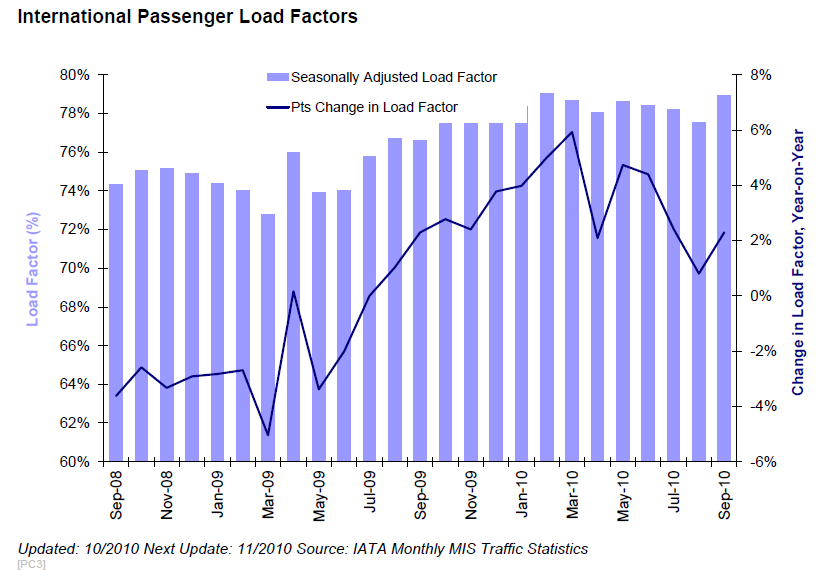 International Passenger Load Factors
Seasonally Adjusted Load Factor
Pts Change in Load Factor
Load Factor (%)
80%
78%
76%
74%
72%
70%
68%
66%
64%
62%
60%
8%
6%
4%
2%
0%
-2%
-4%
-6%
Change in Load Factor, Year-on-Year
Sep-08
Nov-08
Jan-09
Mar-09
May-09
Jul-09
Sep-09
Nov-09
Jan-10
Mar-10
May-10
Jul-10
Sep-10
Updated: 10/2010 Next Update: 11/2010 Source: IATA Monthly MIS Traffic Statistics
[PC3]